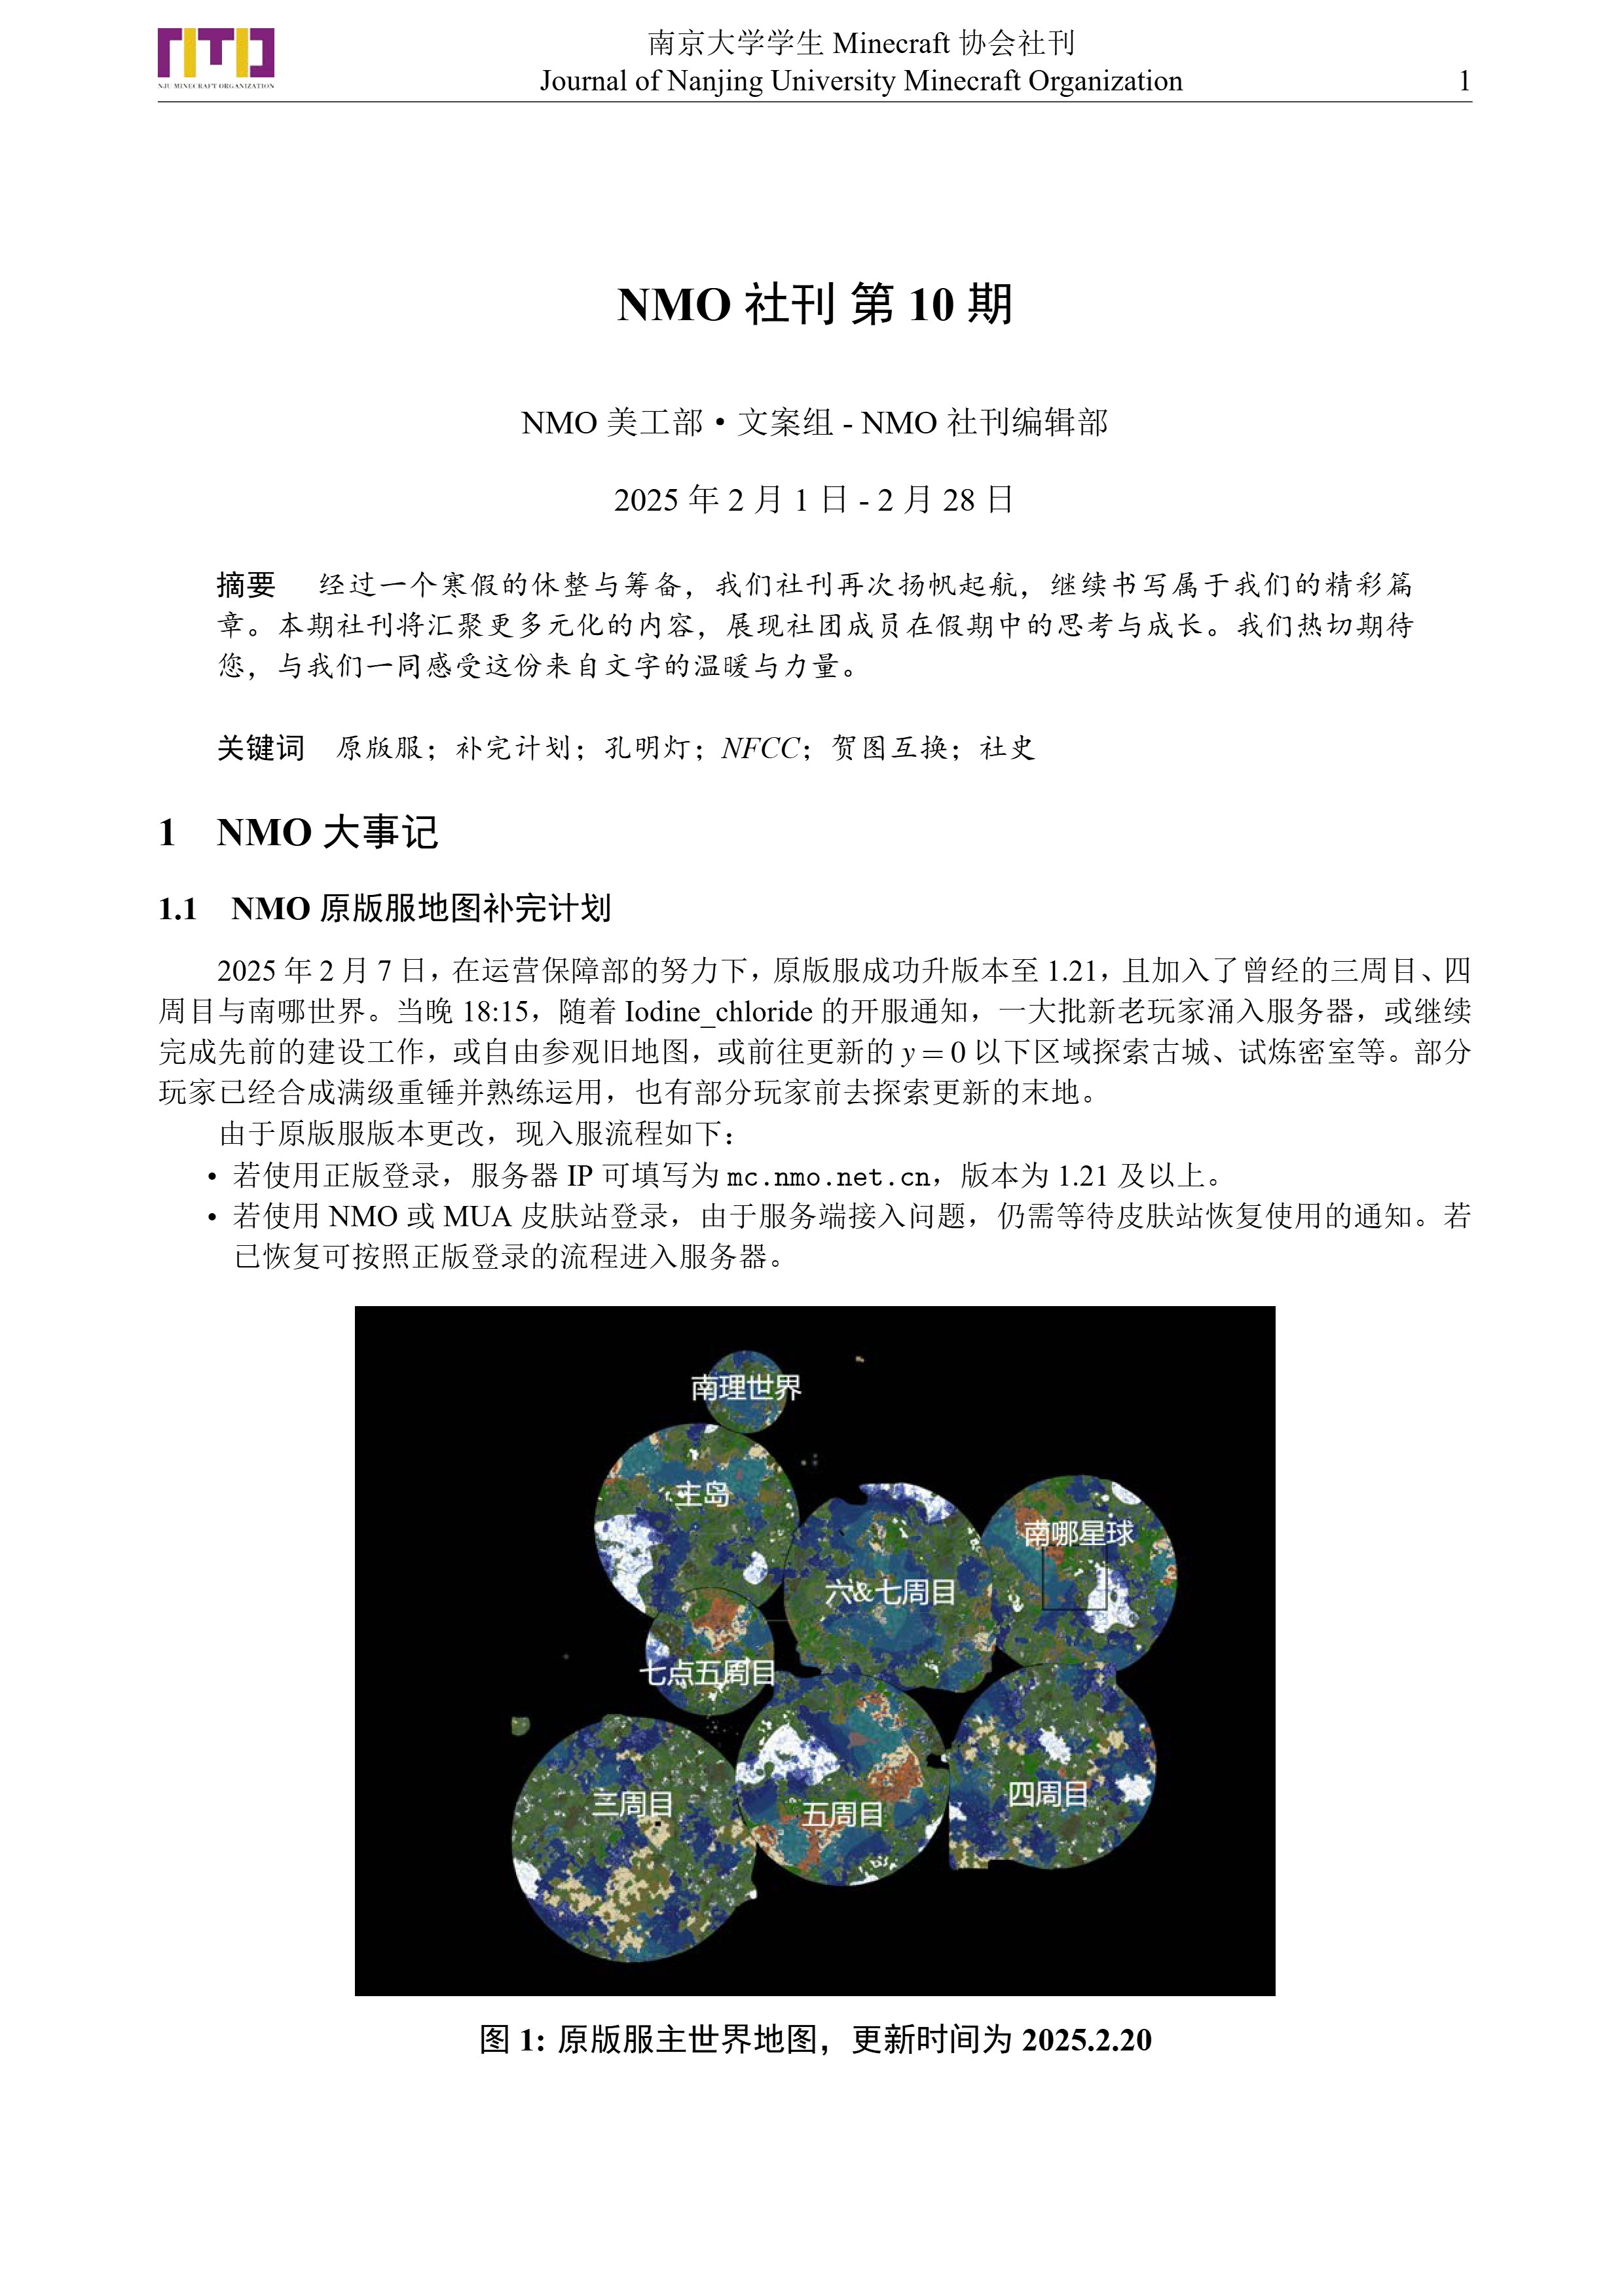 NJU MINECRAFT ORGANIZATION
南京大学学生 Minecraft 协会社刊
Journal of Nanjing University Minecraft Organization
1
NMO 社刊 第 10 期
NMO 美工部 • 文案组 - NMO 社刊编辑部
2025 年 2 月 1 日 - 2 月 28 日
摘要 经过一个寒假的休整与筹备，我们社刊再次扬帆起航，继续书写属于我们的精彩篇
章。本期社刊将汇聚更多元化的内容，展现社团成员在假期中的思考与成长。我们热切期待
您，与我们一同感受这份来自文字的温暖与力量。
关键词 原版服；补完计划；孔明灯；NFCC；贺图互换；社史
1 NMO 大事记
1.1 NMO 原版服地图补完计划
2025 年 2 月 7 日，在运营保障部的努力下，原版服成功升版本至 1.21，且加入了曾经的三周目、四
周目与南哪世界。当晚 18:15，随着 Iodine_chloride 的开服通知，一大批新老玩家涌入服务器，或继续
完成先前的建设工作，或自由参观旧地图，或前往更新的 y = 0 以下区域探索古城、试炼密室等。部分
玩家已经合成满级重锤并熟练运用，也有部分玩家前去探索更新的末地。
由于原版服版本更改，现入服流程如下：
• 若使用正版登录，服务器 IP 可填写为 mc.nmo.net.cn，版本为 1.21 及以上。
• 若使用 NMO 或 MUA 皮肤站登录，由于服务端接入问题，仍需等待皮肤站恢复使用的通知。若
已恢复可按照正版登录的流程进入服务器。
南理世界
主岛
南哪星球
六&七周目
七点五周目
三周目
五周目
四周目
图 1: 原版服主世界地图，更新时间为 2025.2.20